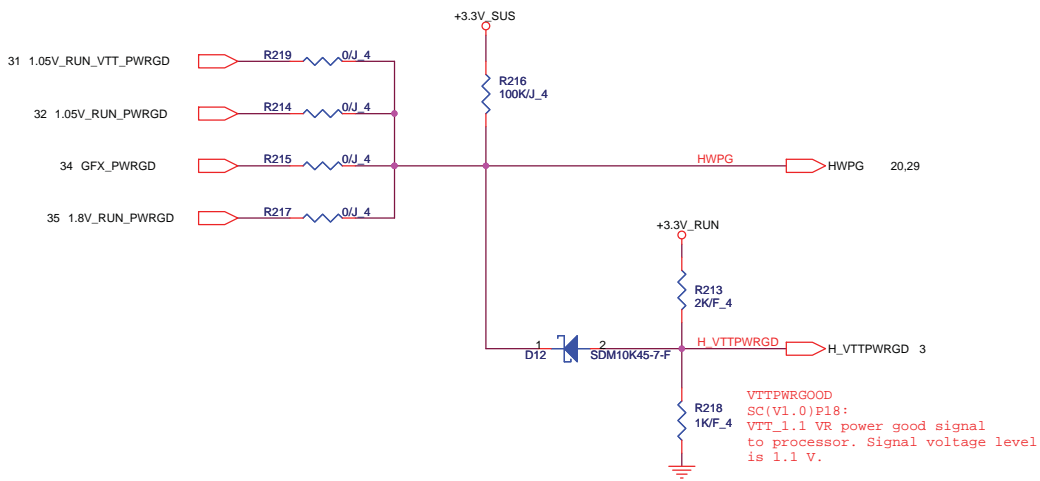 +3.3V_SUS
31 1.05V_RUN_VTT_PWRGD R219 0/J_4
R216
100K/J_4
32 1.05V_RUN_PWRGD R214 0/J_4
34 GFX_PWRGD R215 0/J_4 HWPG HWPG 20,29
35 1.8V_RUN_PWRGD R217 0/J_4
+3.3V_RUN
R213
2K/F_4
1 2 H_VTTPWRGD H_VTTPWRGD 3
D12 SDM10K45-7-F
R218
1K/F_4
VTTPWRGOOD
SC(V1.0)P18:
VTT_1.1 VR power good signal
to processor. Signal voltage level
is 1.1 V.